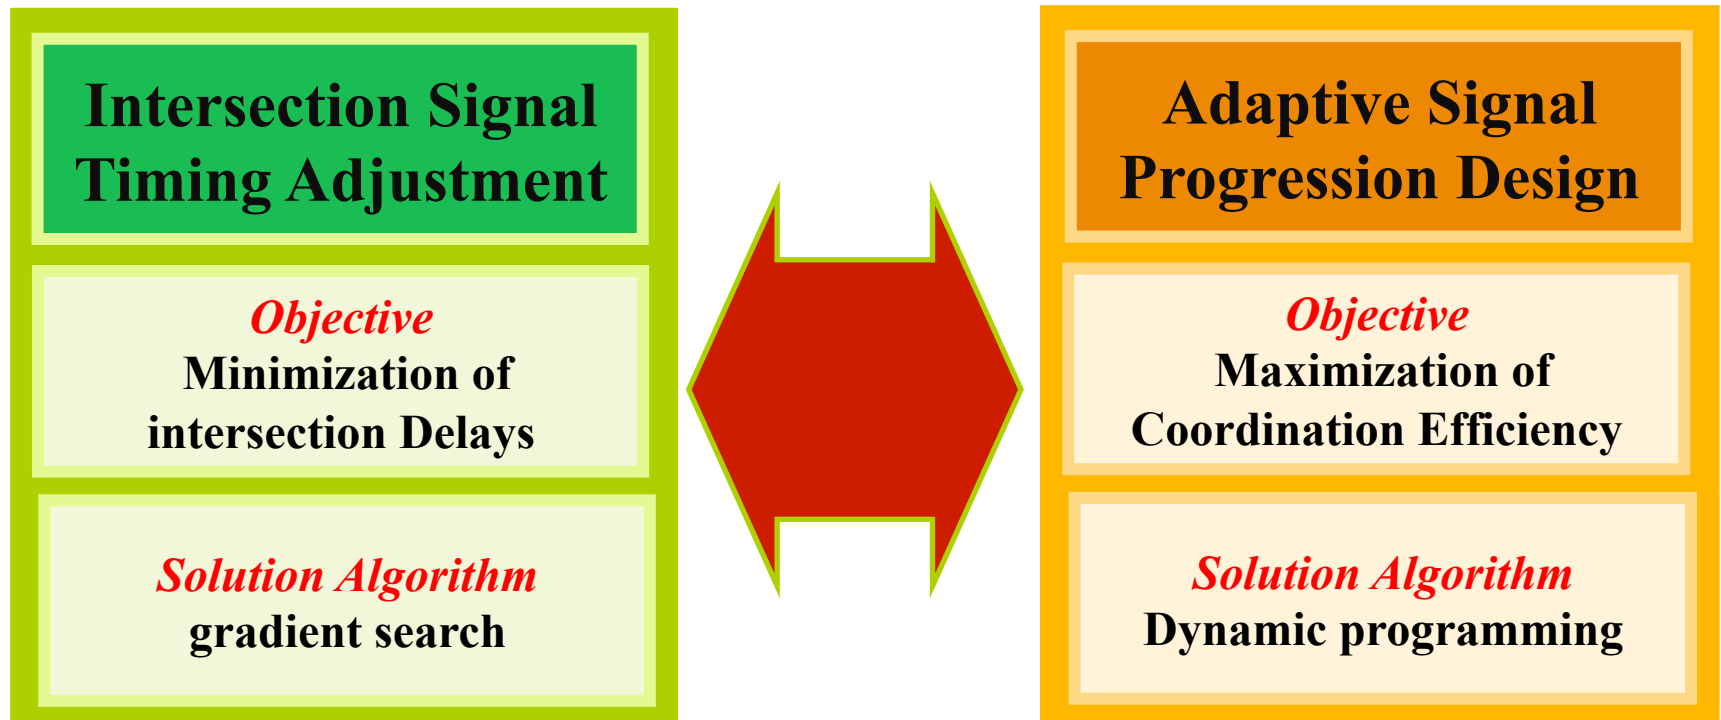 Intersection Signal
Timing Adjustment
Objective
Minimization of
intersection Delays
Solution Algorithm
gradient search
Adaptive Signal
Progression Design
Objective
Maximization of
Coordination Efficiency
Solution Algorithm
Dynamic programming